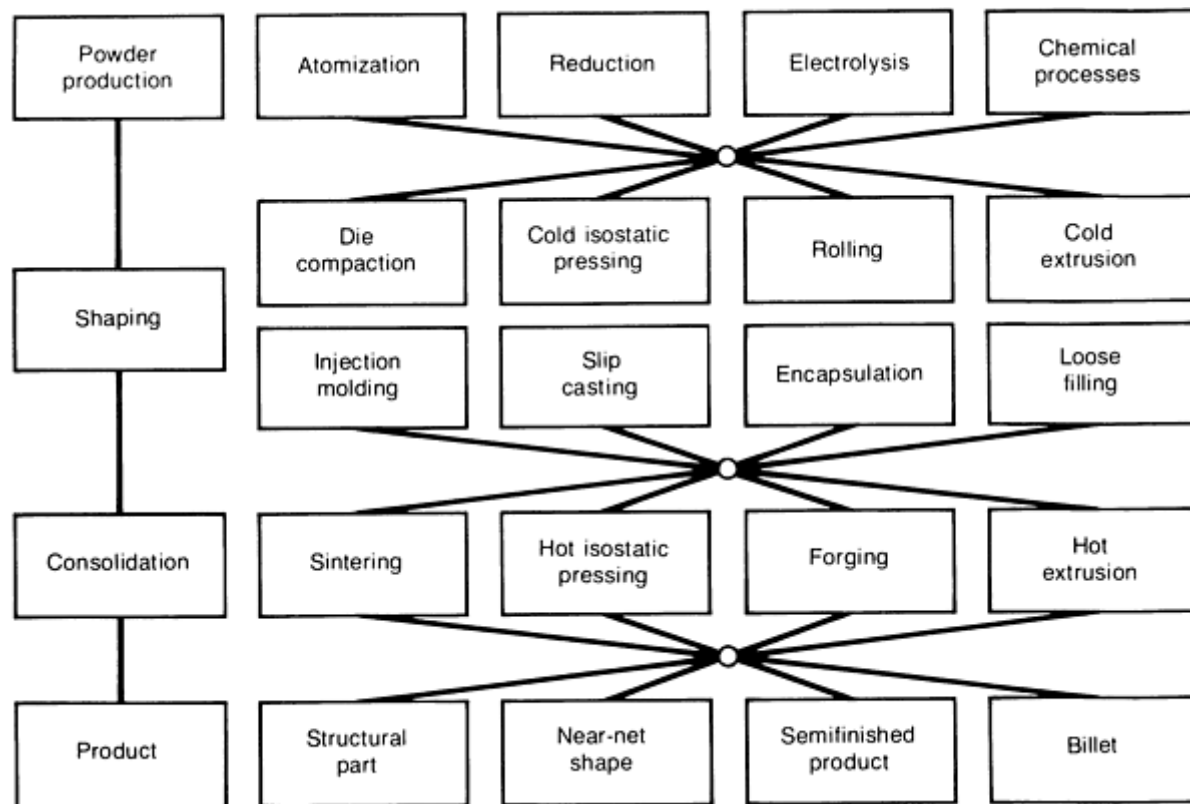 Powder
production
Atomization
Reduction
Electrolysis
Chemical
processes
Die
compaction
Cold isostatic
pressing
Rolling
Cold
extrusion
Shaping
Injection
molding
Slip
casting
Encapsulation
Loose
filling
Consolidation
Sintering
Hot isostatic
pressing
Forging
Hot
extrusion
Product
Structural
part
Near-net
shape
Semifinished
product
Billet